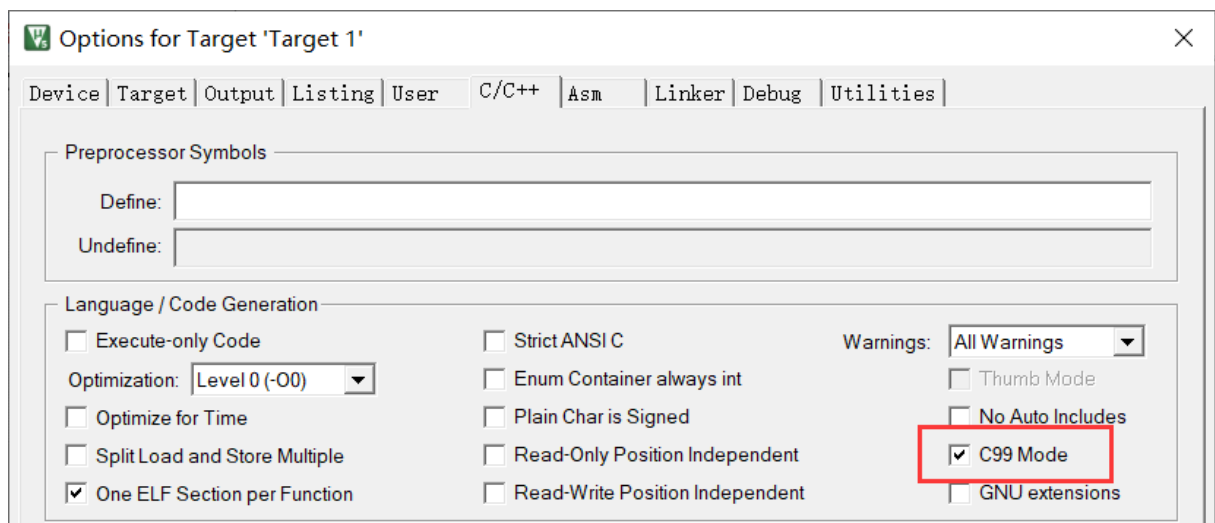 Options for Target 'Target 1'
Device Target Output Listing User C/C++ Asm Linker Debug Utilities
Preprocessor Symbols
Define:
Undefine:
Language / Code Generation
Execute-only Code Strict ANSI C Warnings: All Warnings
Optimization: Level 0 (-O0) Enum Container always int Thumb Mode
Optimize for Time Plain Char is Signed No Auto Includes
Split Load and Store Multiple Read-Only Position Independent C99 Mode
One ELF Section per Function Read-Write Position Independent GNU extensions